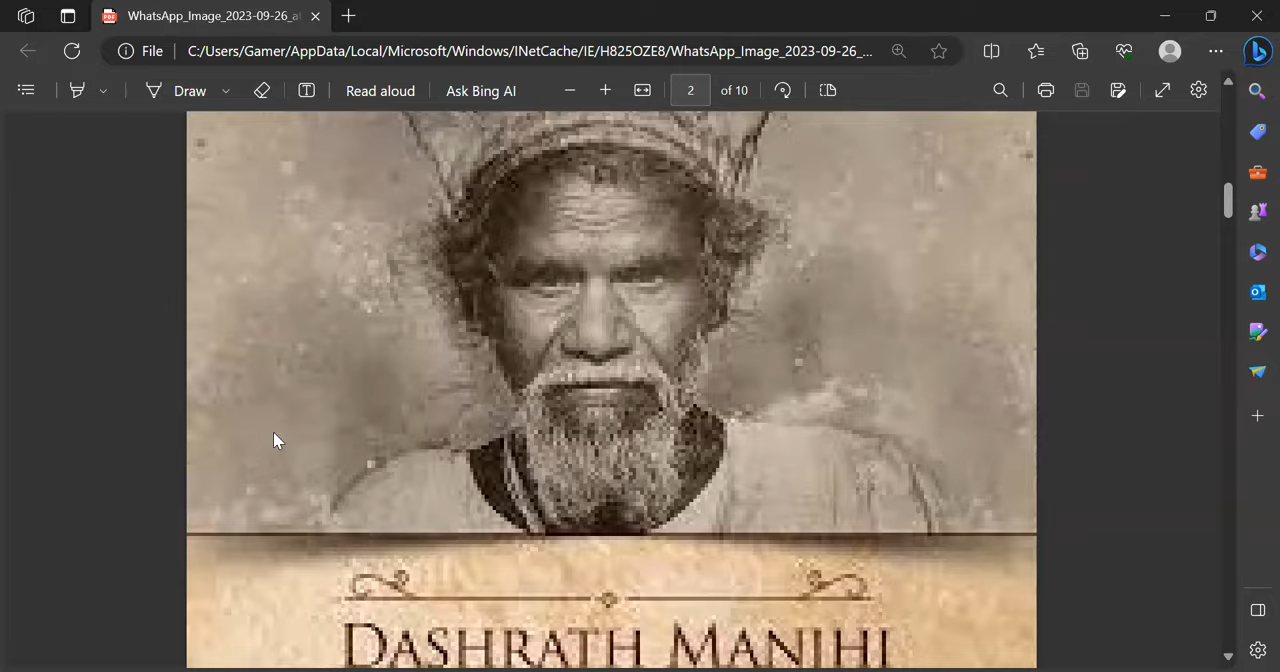 WhatsApp_Image_2023-09-26_a
File
C:/Users/Gamer/AppData/Local/Microsoft/Windows/INetCache/IE/H825OZE8/WhatsApp_Image_2023-09-26_...
Draw
Read aloud
Ask Bing AI
2
of 10
DASHRATH MANJHI